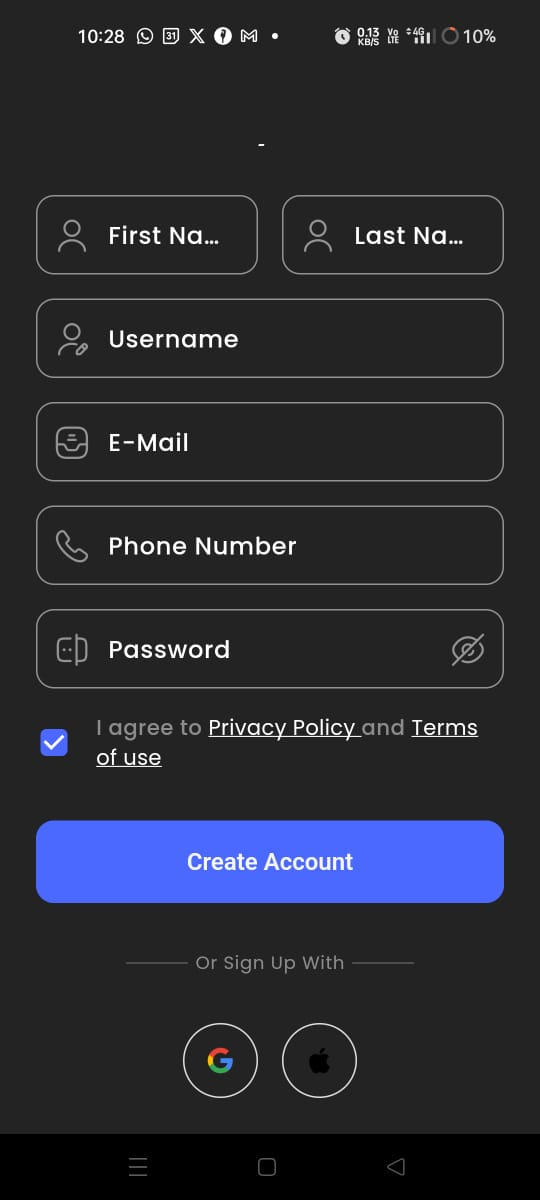 10:28 31 0.13 KB/S Vo LTE 4G 10%
-
First Na... Last Na...
Username
E-Mail
Phone Number
Password
I agree to Privacy Policy and Terms
of use
Create Account
Or Sign Up With